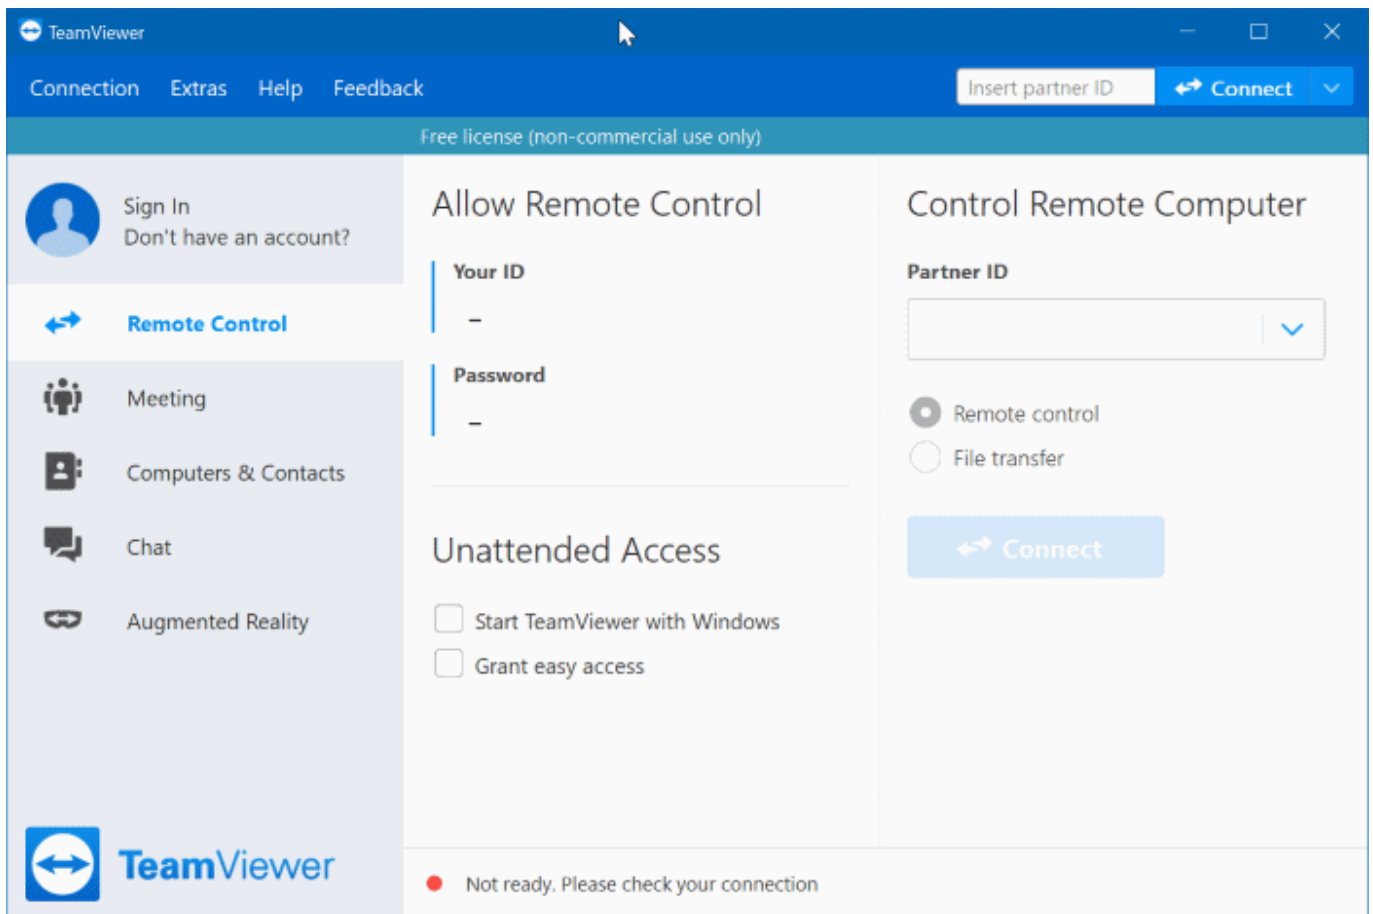 TeamViewer
Connection Extras Help Feedback
Insert partner ID
Connect
Free license (non-commercial use only)
Sign In
Don't have an account?
Remote Control
Meeting
Computers & Contacts
Chat
Augmented Reality
TeamViewer
Allow Remote Control
Your ID
–
Password
–
Unattended Access
Start TeamViewer with Windows
Grant easy access
Control Remote Computer
Partner ID
Remote control
File transfer
Connect
Not ready. Please check your connection